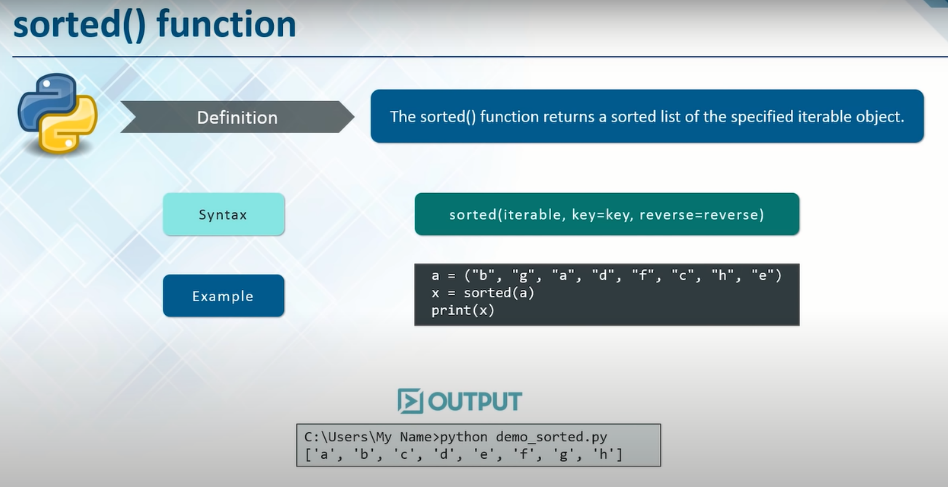 sorted() function
Definition
The sorted() function returns a sorted list of the specified iterable object.
Syntax
sorted(iterable, key=key, reverse=reverse)
Example
a = ("b", "g", "a", "d", "f", "c", "h", "e")
x = sorted(a)
print(x)
OUTPUT
C:\Users\My Name>python demo_sorted.py
['a', 'b', 'c', 'd', 'e', 'f', 'g', 'h']